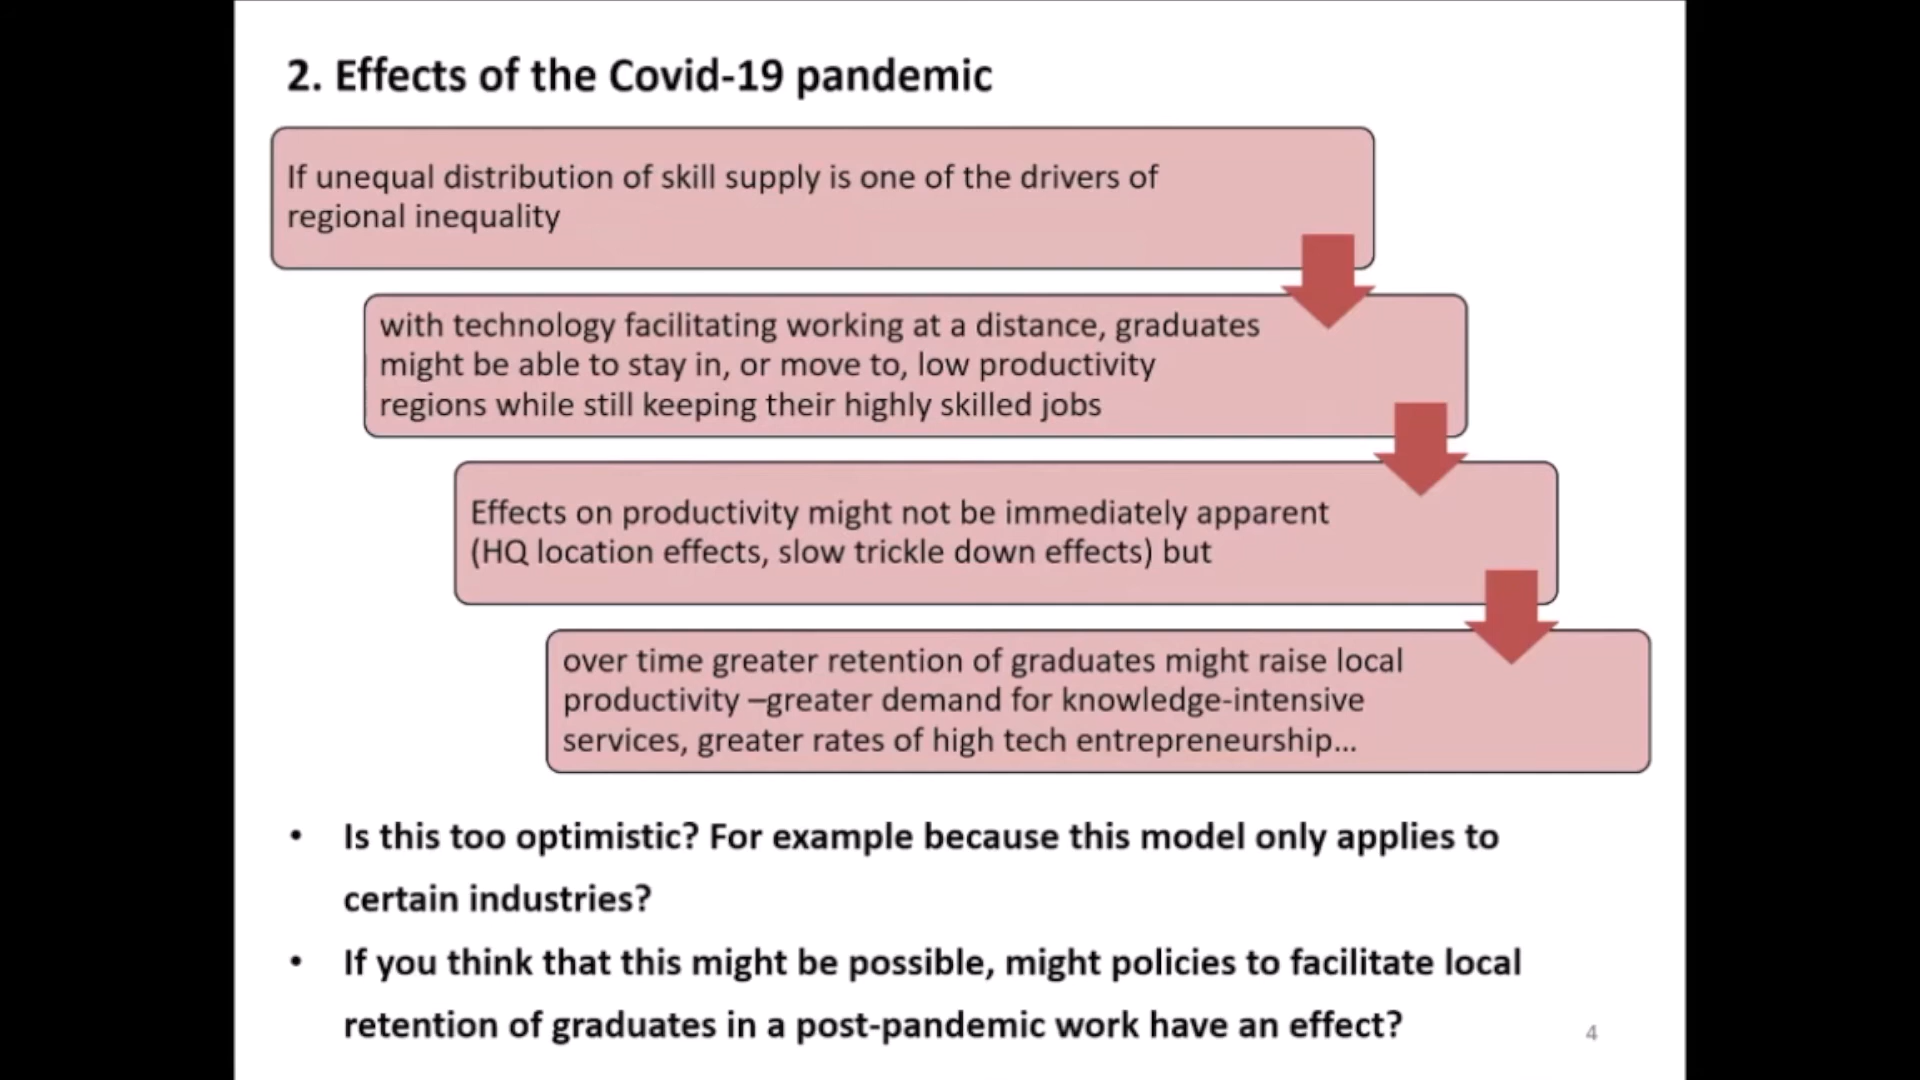 2. Effects of the Covid-19 pandemic
If unequal distribution of skill supply is one of the drivers of
regional inequality
with technology facilitating working at a distance, graduates
might be able to stay in, or move to, low productivity
regions while still keeping their highly skilled jobs
Effects on productivity might not be immediately apparent
(HQ location effects, slow trickle down effects) but
over time greater retention of graduates might raise local
productivity –greater demand for knowledge-intensive
services, greater rates of high tech entrepreneurship...
• Is this too optimistic? For example because this model only applies to
certain industries?
• If you think that this might be possible, might policies to facilitate local
retention of graduates in a post-pandemic work have an effect?
4